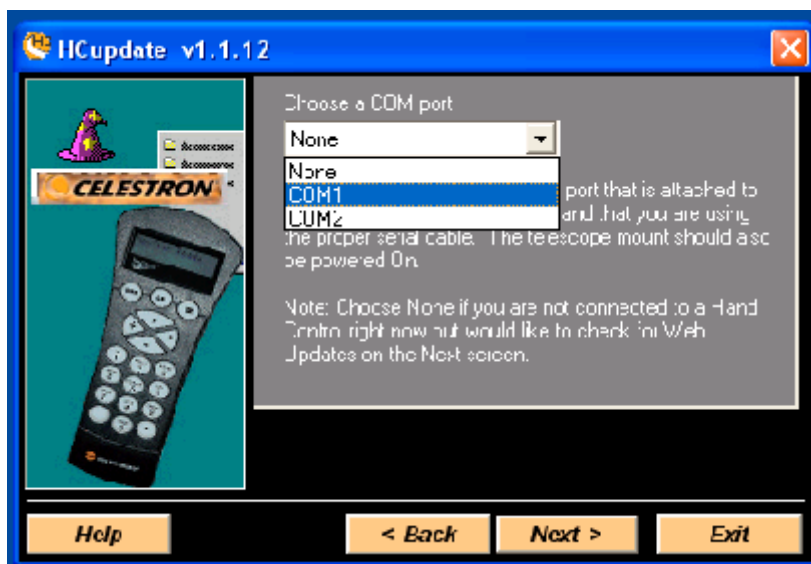 HCupdate v1.1.12
Choose a COM port
None
None
COM1
COM2
port that is attached to
and that you are using
the proper serial cable. The telescope mount should also
be powered On.
Note: Choose None if you are not connected to a Hand
Control right now but would like to check for Web
Updates on the Next screen.
Accessories
CELESTRON
Help
< Back
Next >
Exit